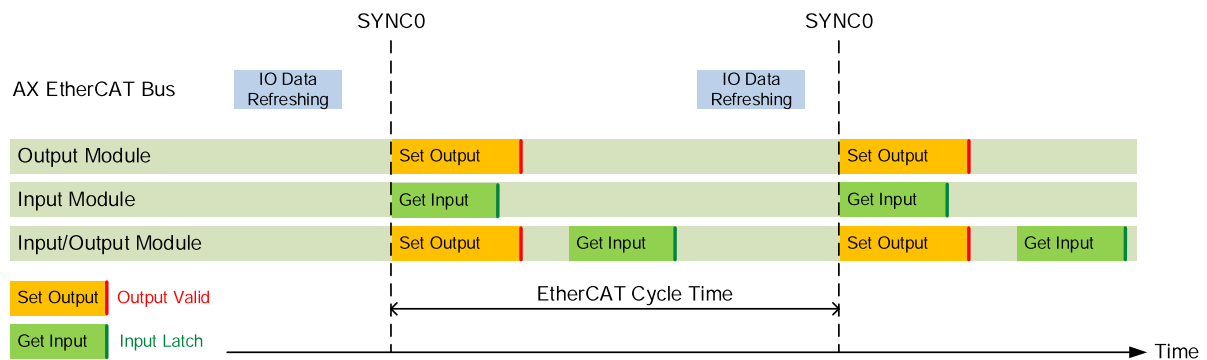 SYNC0
SYNC0
AX EtherCAT Bus
IO Data
Refreshing
IO Data
Refreshing
Output Module
Set Output
Set Output
Input Module
Get Input
Get Input
Input/Output Module
Set Output
Get Input
Set Output
Get Input
Set Output
Output Valid
EtherCAT Cycle Time
Get Input
Input Latch
Time